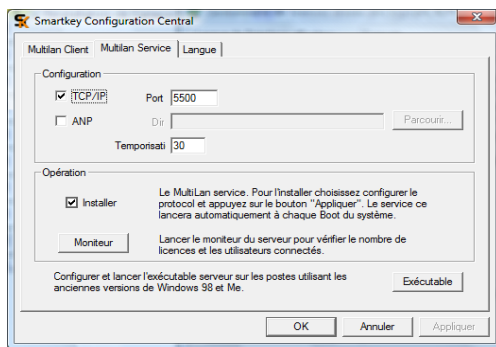 Smartkey Configuration Central
Multilan Client Multilan Service Langue
Configuration
TCP/IP Port 5500
ANP Dir Parcourir...
Temporisati 30
Opération
Installer
Le MultiLan service. Pour l'installer choisissez configurer le
protocol et appuyez sur le bouton "Appliquer". Le service ce
lancera automatiquement à chaque Boot du système.
Moniteur
Lancer le moniteur du serveur pour vérifier le nombre de
licences et les utilisateurs connectés.
Configurer et lancer l'exécutable serveur sur les postes utilisant les
anciennes versions de Windows 98 et Me.
Exécutable
OK Annuler Appliquer